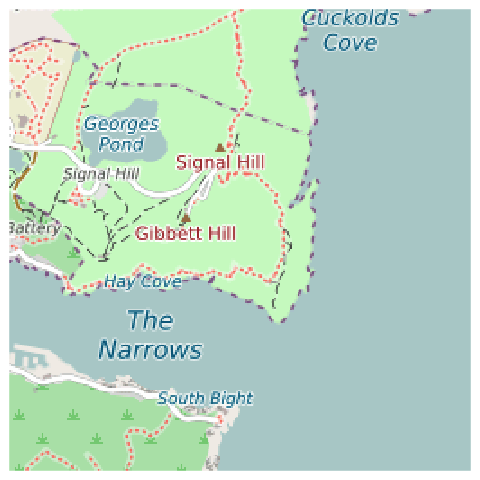 Cuckolds
Cove
Georges
Pond
Signal Hill
Signal Hill
Battery
Gibbett Hill
Hay Cove
The
Narrows
South Bight